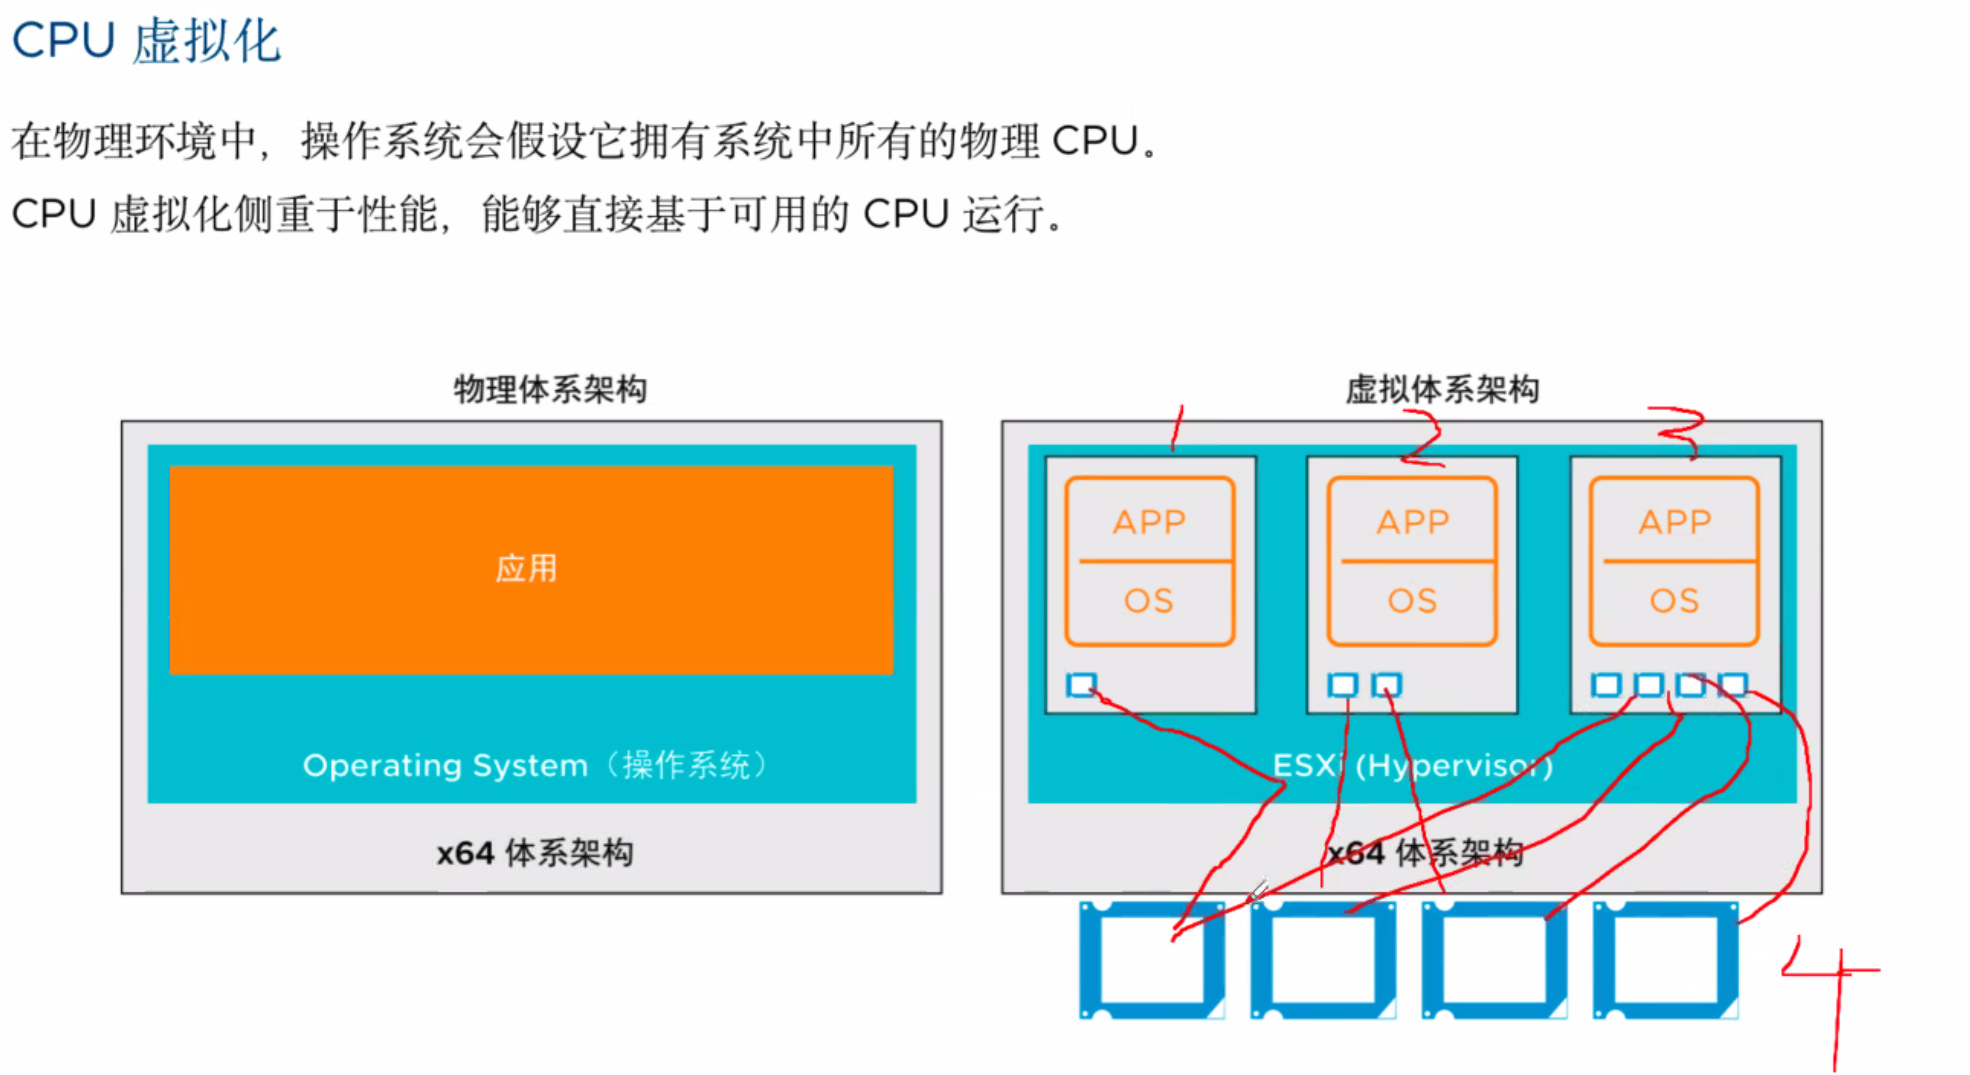 CPU 虚拟化
在物理环境中，操作系统会假设它拥有系统中所有的物理 CPU。
CPU 虚拟化侧重于性能，能够直接基于可用的 CPU 运行。
物理体系架构
应用
Operating System（操作系统）
x64 体系架构
虚拟体系架构
1 2 3
APP APP APP
OS OS OS
ESXi (Hypervisor)
x64 体系架构
4